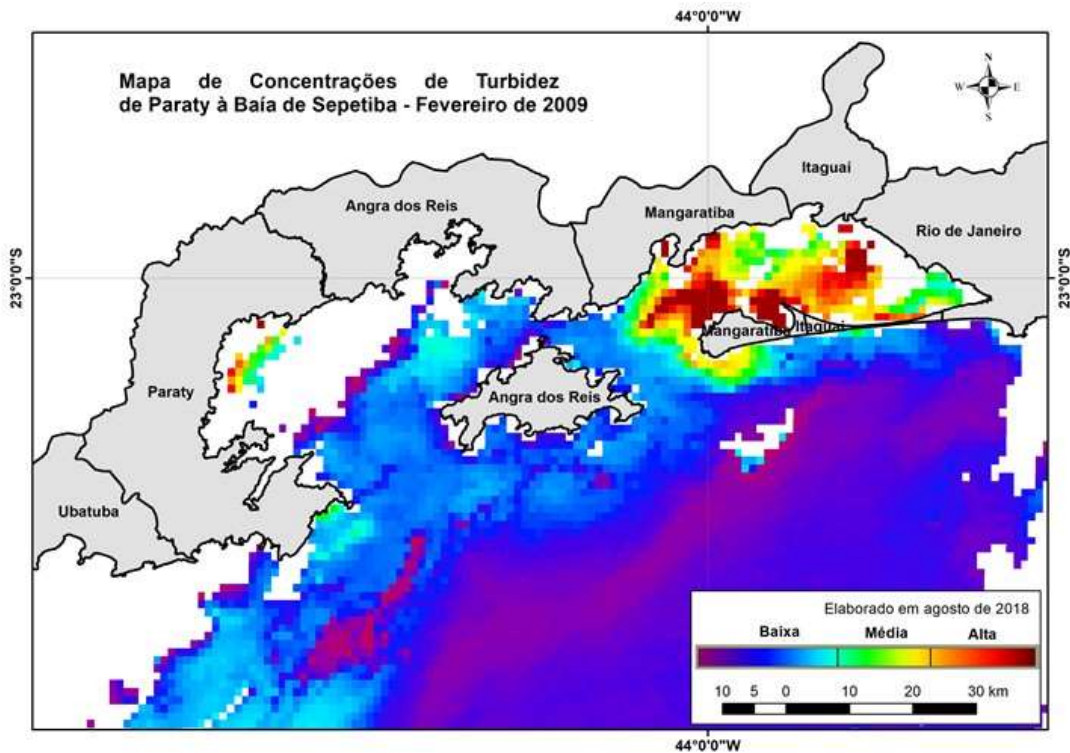 44°0'0"W
Mapa de Concentrações de Turbidez
de Paraty à Baía de Sepetiba - Fevereiro de 2009
N
W E
S
Itaguaí
Angra dos Reis
Mangaratiba
Rio de Janeiro
23°0'0"S
23°0'0"S
Mangaratiba
Itaguaí
Paraty
Angra dos Reis
Ubatuba
Elaborado em agosto de 2018
Baixa Média Alta
10 5 0 10 20 30 km
44°0'0"W